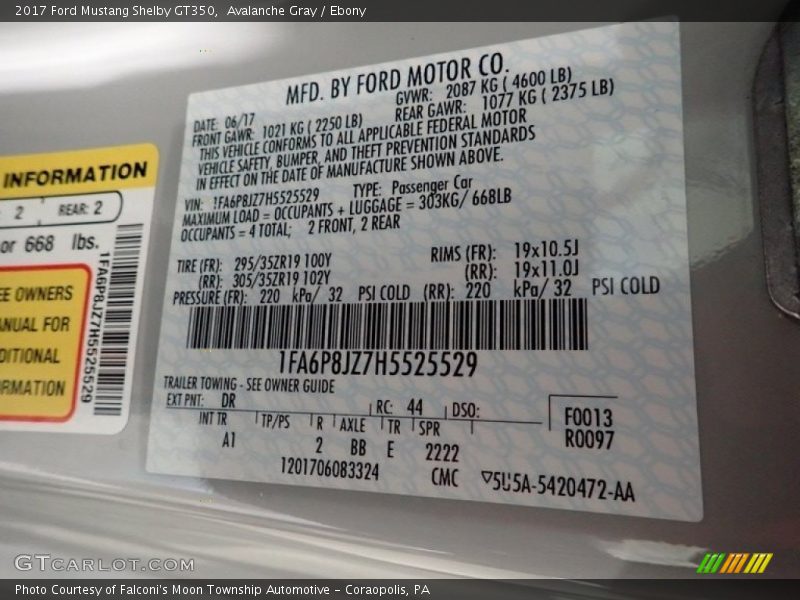 2017 Ford Mustang Shelby GT350,  Avalanche Gray / Ebony
INFORMATION
2 REAR: 2
or 668 lbs.
EE OWNERS
ANUAL FOR
DITIONAL
RMATION
1FA6P8JZ7H5525529
MFD. BY FORD MOTOR CO.
DATE: 06/17 GVWR: 2087 KG ( 4600 LB)
FRONT GAWR: 1021 KG ( 2250 LB) REAR GAWR: 1077 KG ( 2375 LB)
THIS VEHICLE CONFORMS TO ALL APPLICABLE FEDERAL MOTOR
VEHICLE SAFETY, BUMPER, AND THEFT PREVENTION STANDARDS
IN EFFECT ON THE DATE OF MANUFACTURE SHOWN ABOVE.
VIN: 1FA6P8JZ7H5525529 TYPE: Passenger Car
MAXIMUM LOAD = OCCUPANTS + LUGGAGE = 303KG/ 668LB
OCCUPANTS = 4 TOTAL; 2 FRONT, 2 REAR
TIRE (FR): 295/35ZR19 100Y RIMS (FR): 19x10.5J
(RR): 305/35ZR19 102Y (RR): 19x11.0J
PRESSURE (FR): 220 kPa/ 32 PSI COLD (RR): 220 kPa/ 32 PSI COLD
1FA6P8JZ7H5525529
TRAILER TOWING - SEE OWNER GUIDE
EXT PNT: DR RC: 44 DSO: F0013
INT TR TP/PS R AXLE TR SPR R0097
A1 2 BB E 2222
1201706083324 CMC ▽5U5A-5420472-AA
GTCARLOT.COM
Photo Courtesy of Falconi's Moon Township Automotive – Coraopolis, PA